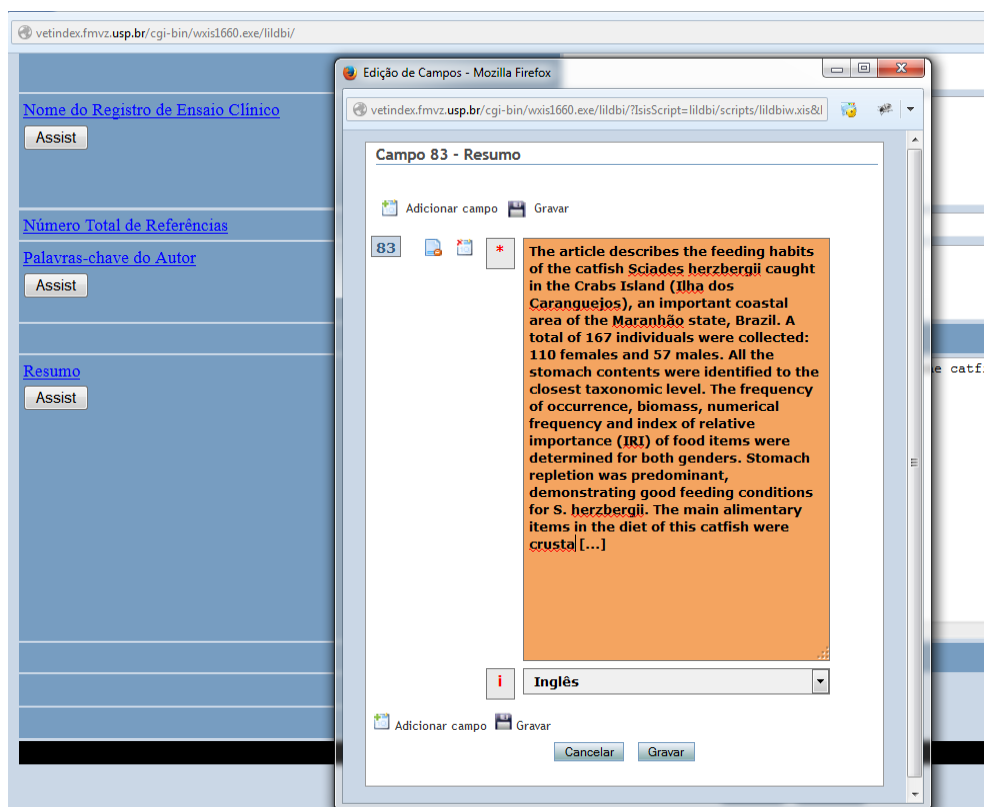 vetindex.fmvz.usp.br/cgi-bin/wxis1660.exe/lildbi/
Nome do Registro de Ensaio Clínico
Assist
Número Total de Referências
Palavras-chave do Autor
Assist
Resumo
Assist
Edição de Campos - Mozilla Firefox
vetindex.fmvz.usp.br/cgi-bin/wxis1660.exe/lildbi/?IsisScript=lildbi/scripts/lildbiw.xis&l
Campo 83 - Resumo
Adicionar campo Gravar
83 *
The article describes the feeding habits
of the catfish Sciades herzbergii caught
in the Crabs Island (Ilha dos
Caranguejos), an important coastal
area of the Maranhão state, Brazil. A
total of 167 individuals were collected:
110 females and 57 males. All the
stomach contents were identified to the
closest taxonomic level. The frequency
of occurrence, biomass, numerical
frequency and index of relative
importance (IRI) of food items were
determined for both genders. Stomach
repletion was predominant,
demonstrating good feeding conditions
for S. herzbergii. The main alimentary
items in the diet of this catfish were
crusta [...]
i Inglês
Adicionar campo Gravar
Cancelar Gravar